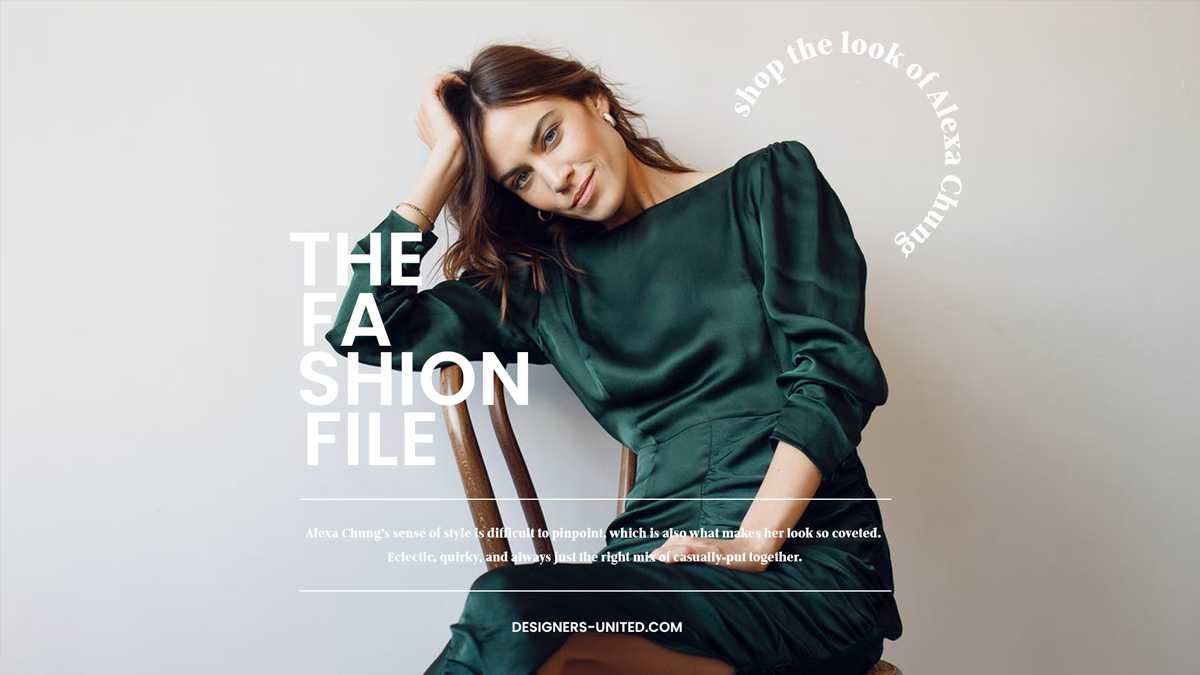 shop the look of Alexa Chung
THE
FA
SHION
FILE
Alexa Chung's sense of style is difficult to pinpoint, which is also what makes her look so coveted.
Eclectic, quirky, and always just the right mix of casually-put together.
DESIGNERS-UNITED.COM